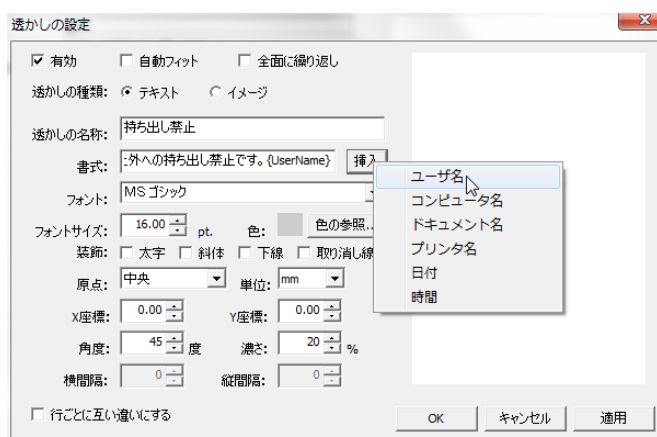 透かしの設定
有効 自動フィット 全面に繰り返し
透かしの種類: テキスト イメージ
透かしの名称: 持ち出し禁止
書式: 外への持ち出し禁止です。{UserName} 挿入
フォント: MS ゴシック
フォントサイズ: 16.00 pt. 色: 色の参照..
装飾: 太字 斜体 下線 取り消し線
原点: 中央 単位: mm
X座標: 0.00 Y座標: 0.00
角度: 45 度 濃さ: 20 %
横間隔: 0 縦間隔: 0
行ごとに互い違いにする
ユーザ名
コンピュータ名
ドキュメント名
プリンタ名
日付
時間
OK キャンセル 適用